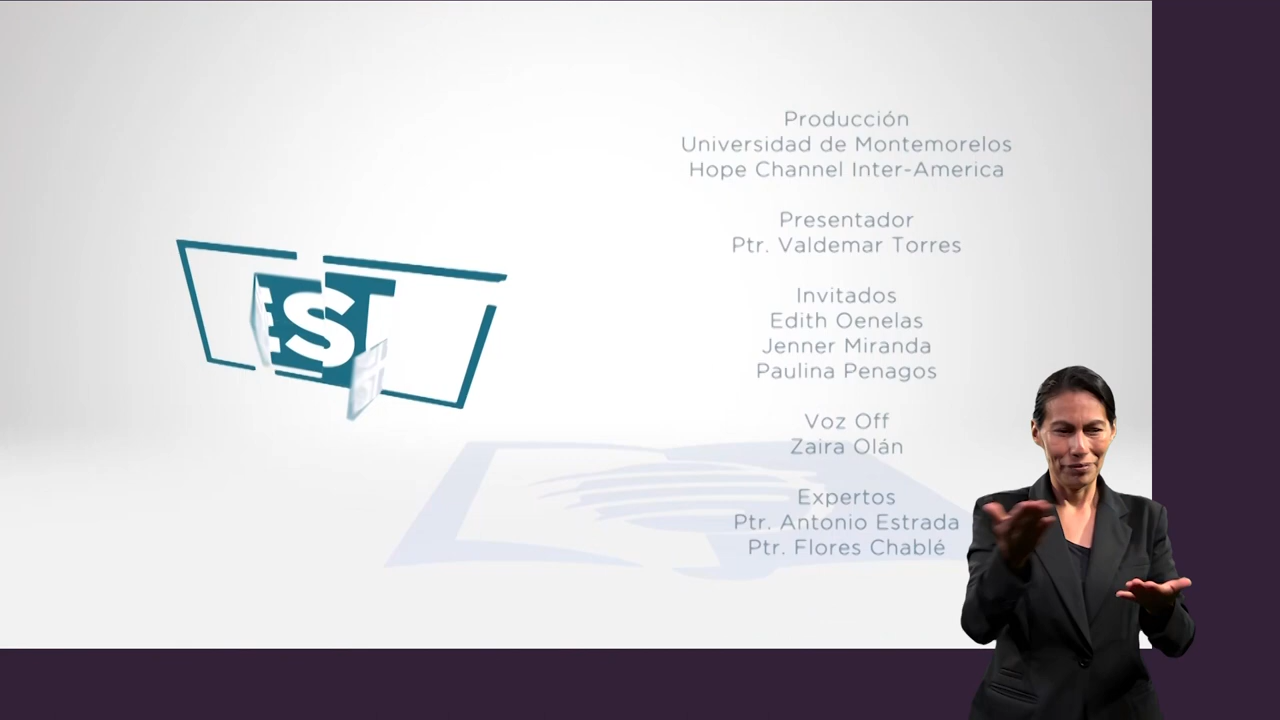 EST
Producción
Universidad de Montemorelos
Hope Channel Inter-America
Presentador
Ptr. Valdemar Torres
Invitados
Edith Oenelas
Jenner Miranda
Paulina Penagos
Voz Off
Zaira Olán
Expertos
Ptr. Antonio Estrada
Ptr. Flores Chablé